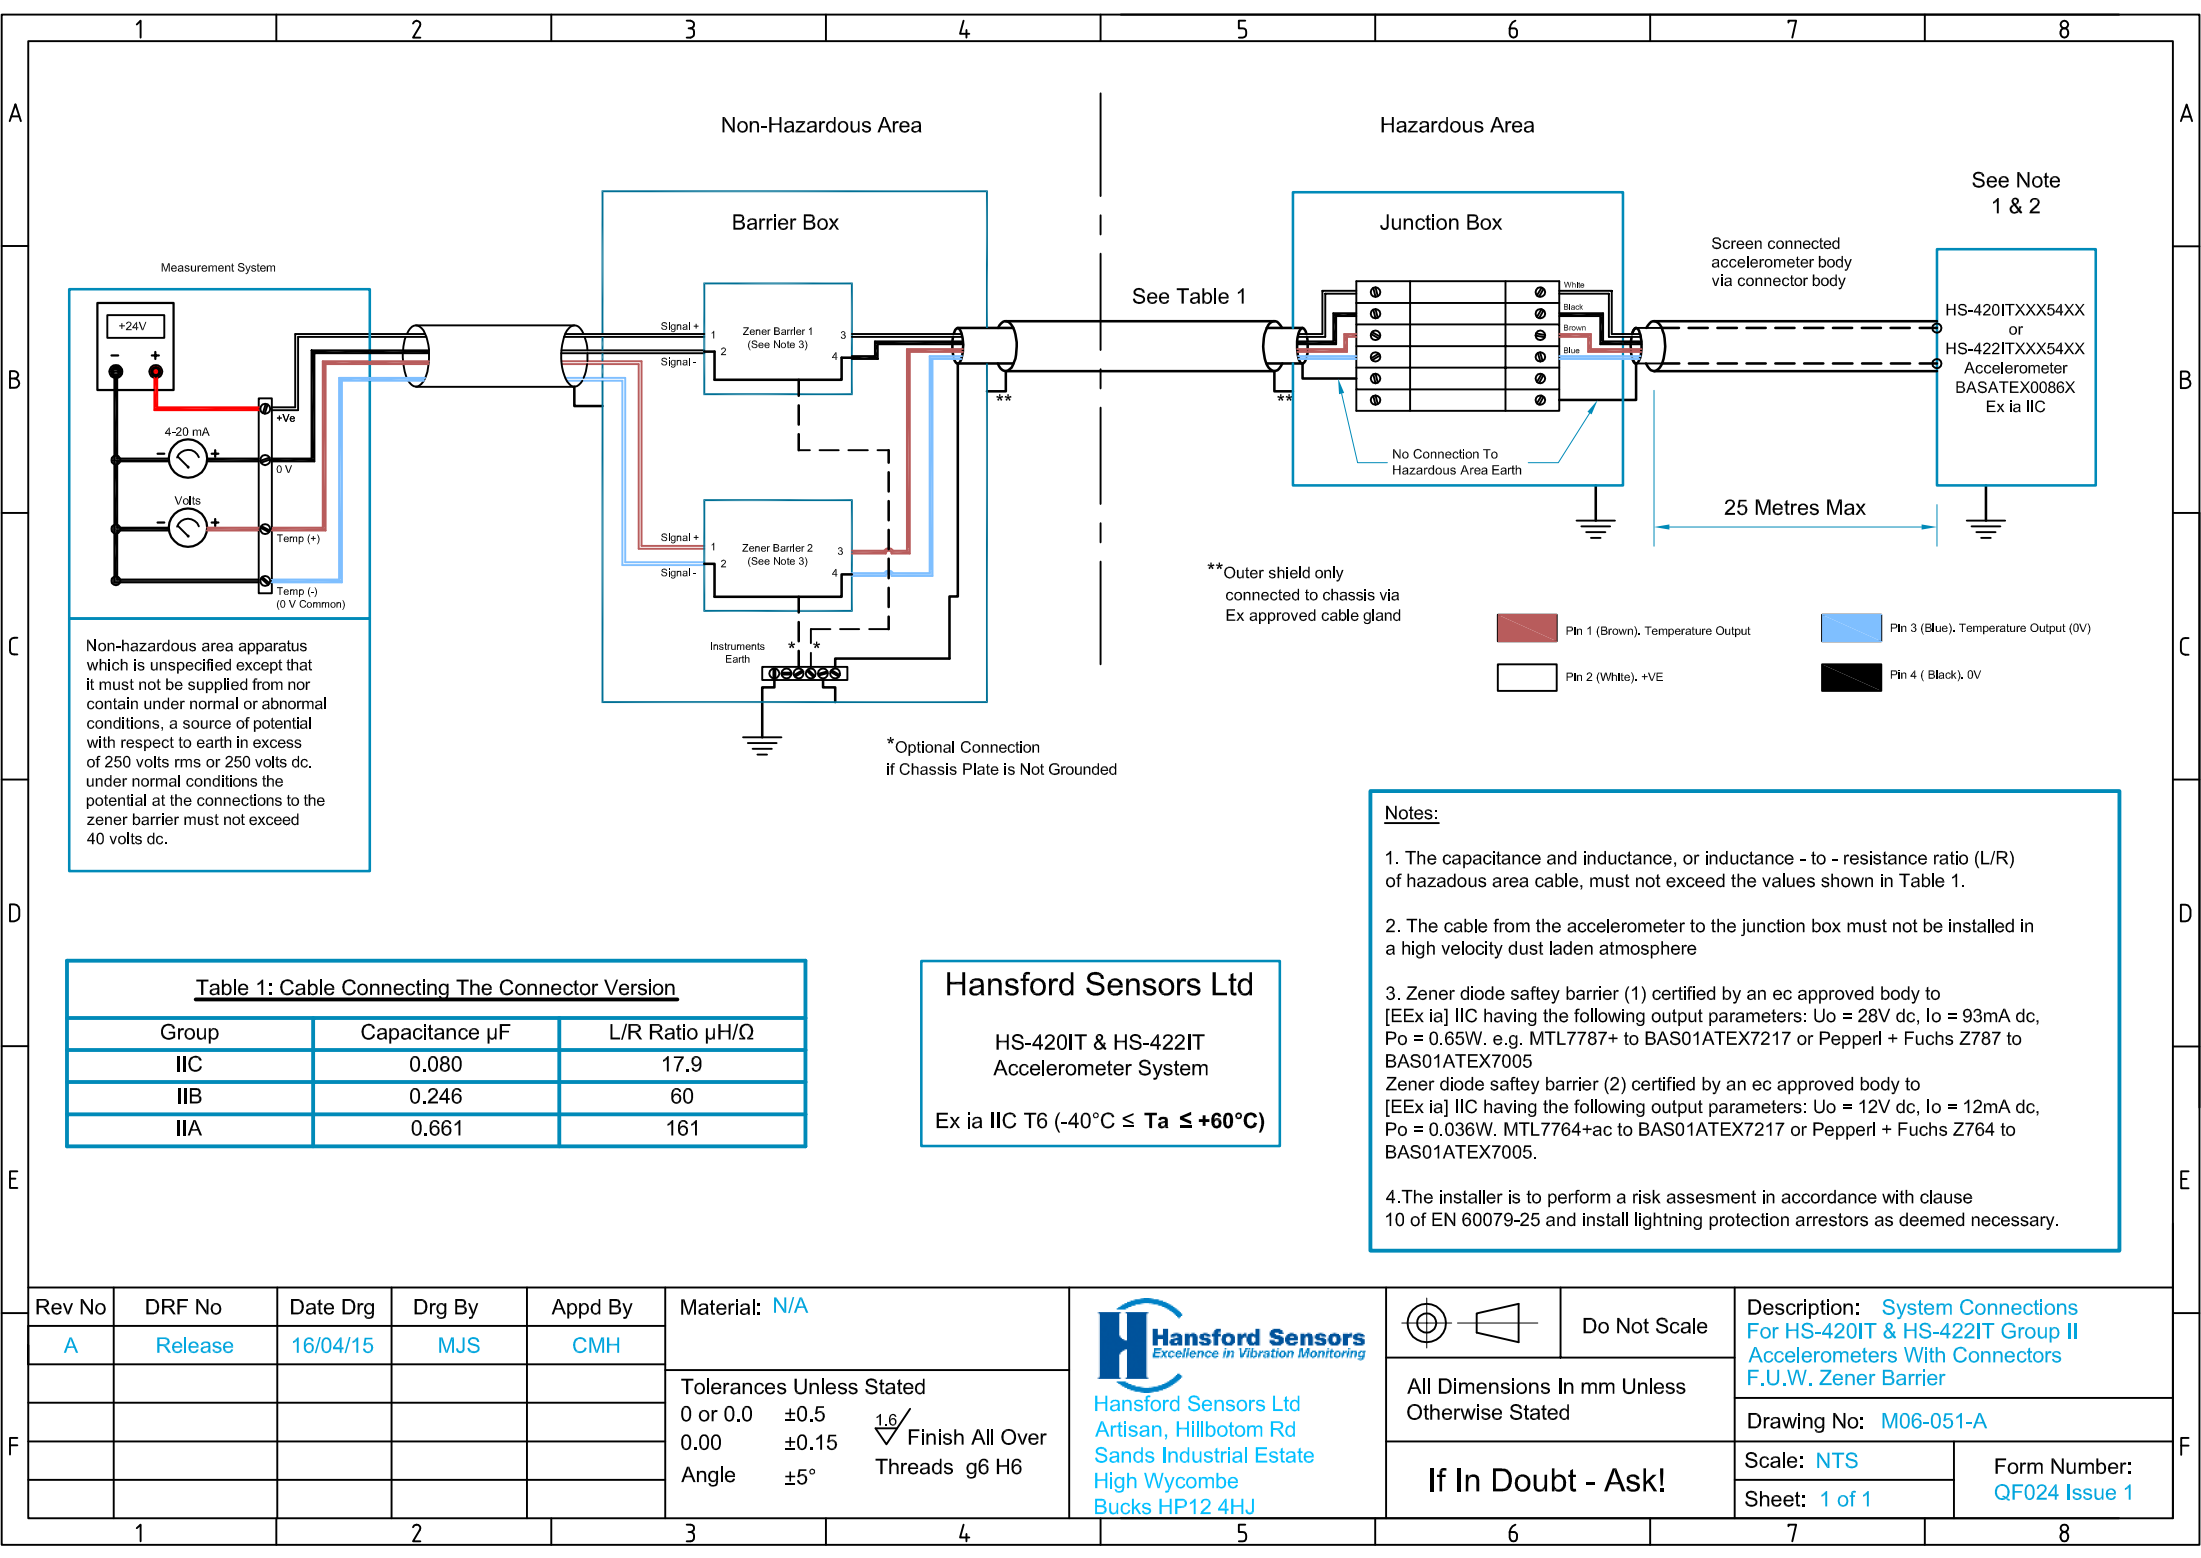 1 2 3 4 5 6 7 8
A
A
B
B
C
C
D
D
E
E
F
F
Non-Hazardous Area
Hazardous Area
See Note
1 & 2
Barrier Box
Junction Box
Measurement System
Screen connected
accelerometer body
via connector body
See Table 1
+24V
-
+
4-20 mA
-
+
Volts
-
+
+Ve
0 V
Temp (+)
Temp (-)
(0 V Common)
Signal +
Signal -
1
2
Zener Barrier 1
(See Note 3)
3
4
Signal +
Signal -
1
2
Zener Barrier 2
(See Note 3)
3
4
Instruments
Earth
*
*
**
**
White
Black
Brown
Blue
No Connection To
Hazardous Area Earth
HS-420ITXXX54XX
or
HS-422ITXXX54XX
Accelerometer
BASATEX0086X
Ex ia IIC
25 Metres Max
**Outer shield only
connected to chassis via
Ex approved cable gland
Pin 1 (Brown). Temperature Output
Pin 3 (Blue). Temperature Output (0V)
Pin 2 (White). +VE
Pin 4 ( Black). 0V
Non-hazardous area apparatus
which is unspecified except that
it must not be supplied from nor
contain under normal or abnormal
conditions, a source of potential
with respect to earth in excess
of 250 volts rms or 250 volts dc.
under normal conditions the
potential at the connections to the
zener barrier must not exceed
40 volts dc.
*Optional Connection
if Chassis Plate is Not Grounded
Notes:
1. The capacitance and inductance, or inductance - to - resistance ratio (L/R)
of hazadous area cable, must not exceed the values shown in Table 1.
2. The cable from the accelerometer to the junction box must not be installed in
a high velocity dust laden atmosphere
3. Zener diode saftey barrier (1) certified by an ec approved body to
[EEx ia] IIC having the following output parameters: Uo = 28V dc, Io = 93mA dc,
Po = 0.65W. e.g. MTL7787+ to BAS01ATEX7217 or Pepperl + Fuchs Z787 to
BAS01ATEX7005
Zener diode saftey barrier (2) certified by an ec approved body to
[EEx ia] IIC having the following output parameters: Uo = 12V dc, Io = 12mA dc,
Po = 0.036W. MTL7764+ac to BAS01ATEX7217 or Pepperl + Fuchs Z764 to
BAS01ATEX7005.
4.The installer is to perform a risk assesment in accordance with clause
10 of EN 60079-25 and install lightning protection arrestors as deemed necessary.
Table 1: Cable Connecting The Connector Version
Group Capacitance µF L/R Ratio µH/Ω
IIC 0.080 17.9
IIB 0.246 60
IIA 0.661 161
Hansford Sensors Ltd
HS-420IT & HS-422IT
Accelerometer System
Ex ia IIC T6 (-40°C ≤ Ta ≤ +60°C)
Rev No DRF No Date Drg Drg By Appd By
A Release 16/04/15 MJS CMH
Material: N/A
Tolerances Unless Stated
0 or 0.0 ±0.5
0.00 ±0.15
Angle ±5°
1.6
Finish All Over
Threads g6 H6
H
Hansford Sensors
Excellence in Vibration Monitoring
Hansford Sensors Ltd
Artisan, Hillbotom Rd
Sands Industrial Estate
High Wycombe
Bucks HP12 4HJ
Do Not Scale
All Dimensions In mm Unless
Otherwise Stated
If In Doubt - Ask!
Description: System Connections
For HS-420IT & HS-422IT Group II
Accelerometers With Connectors
F.U.W. Zener Barrier
Drawing No: M06-051-A
Scale: NTS
Sheet: 1 of 1
Form Number:
QF024 Issue 1
1 2 3 4 5 6 7 8